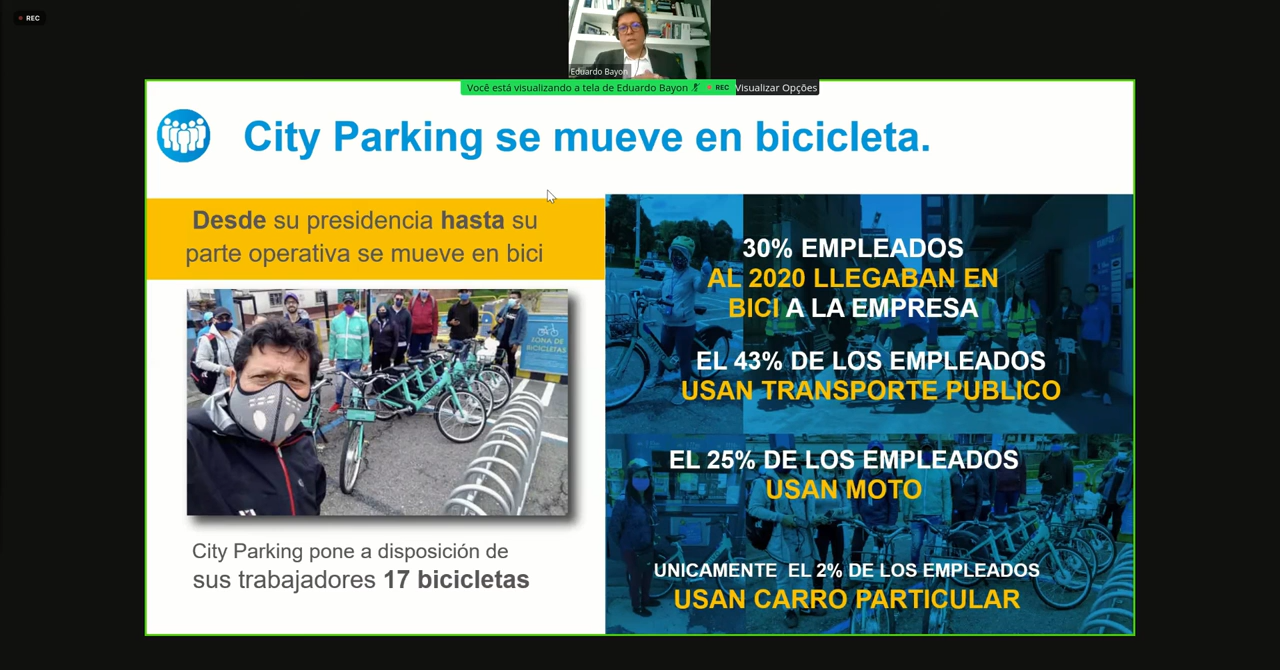 REC
Eduardo Bayon
Você está visualizando a tela de Eduardo Bayon
REC
Visualizar Opções
City Parking se mueve en bicicleta.
Desde su presidencia hasta su
parte operativa se mueve en bici
ZONA DE
BICICLETAS
City Parking pone a disposición de
sus trabajadores 17 bicicletas
30% EMPLEADOS
AL 2020 LLEGABAN EN
BICI A LA EMPRESA
EL 43% DE LOS EMPLEADOS
USAN TRANSPORTE PUBLICO
EL 25% DE LOS EMPLEADOS
USAN MOTO
UNICAMENTE EL 2% DE LOS EMPLEADOS
USAN CARRO PARTICULAR